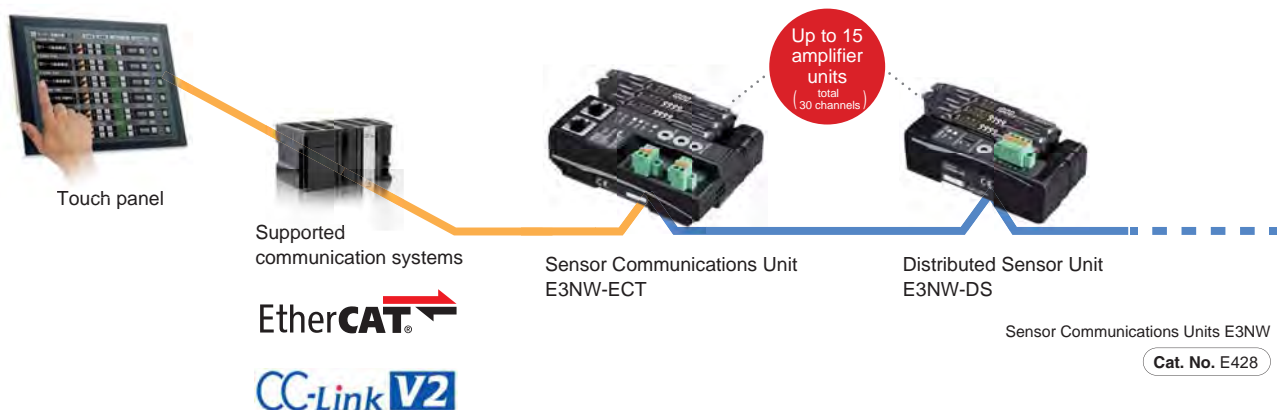 Up to 15
amplifier
units
(total
30 channels)
Touch panel
Supported
communication systems
EtherCAT®
CC-Link V2
Sensor Communications Unit
E3NW-ECT
Distributed Sensor Unit
E3NW-DS
Sensor Communications Units E3NW
Cat. No. E428